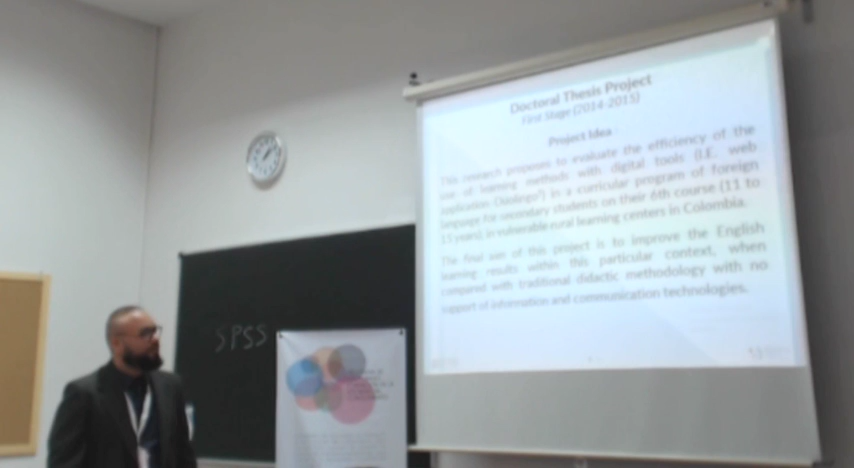 Doctoral Thesis Project
First Stage (2014-2015)
Project Idea
This research proposes to evaluate the efficiency of the
use of learning methods with digital tools (I.E. web
application in a curricular program of foreign
language for secondary students on their 6th course (11 to
15 years), in vulnerable rural learning centers in Colombia.
The final aim of this project is to improve the English
learning results within this particular context, when
compared with traditional didactic methodology with no
support of information and communication technologies.
SPSS